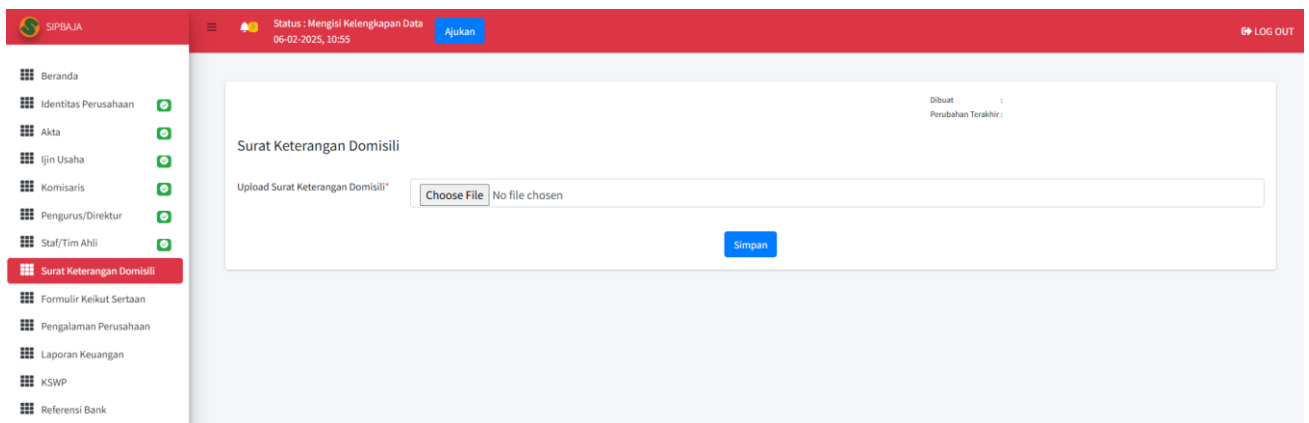 SIPBAJA
Status : Mengisi Kelengkapan Data
06-02-2025, 10:55
Ajukan
LOG OUT
Beranda
Identitas Perusahaan
Akta
Ijin Usaha
Komisaris
Pengurus/Direktur
Staf/Tim Ahli
Surat Keterangan Domisili
Formulir Keikut Sertaan
Pengalaman Perusahaan
Laporan Keuangan
KSWP
Referensi Bank
Dibuat :
Perubahan Terakhir :
Surat Keterangan Domisili
Upload Surat Keterangan Domisili*
Choose File No file chosen
Simpan